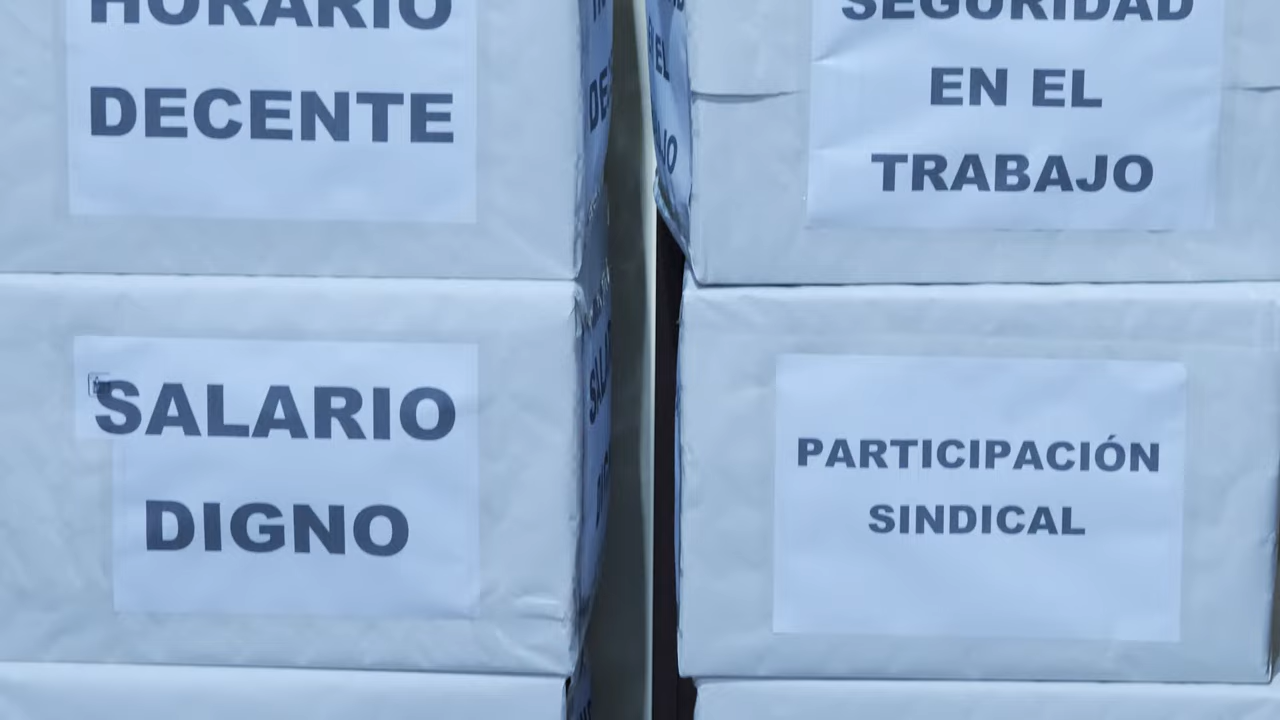 HORARIO
DECENTE
SEGURIDAD
EN EL
TRABAJO
SALARIO
DIGNO
PARTICIPACIÓN
SINDICAL